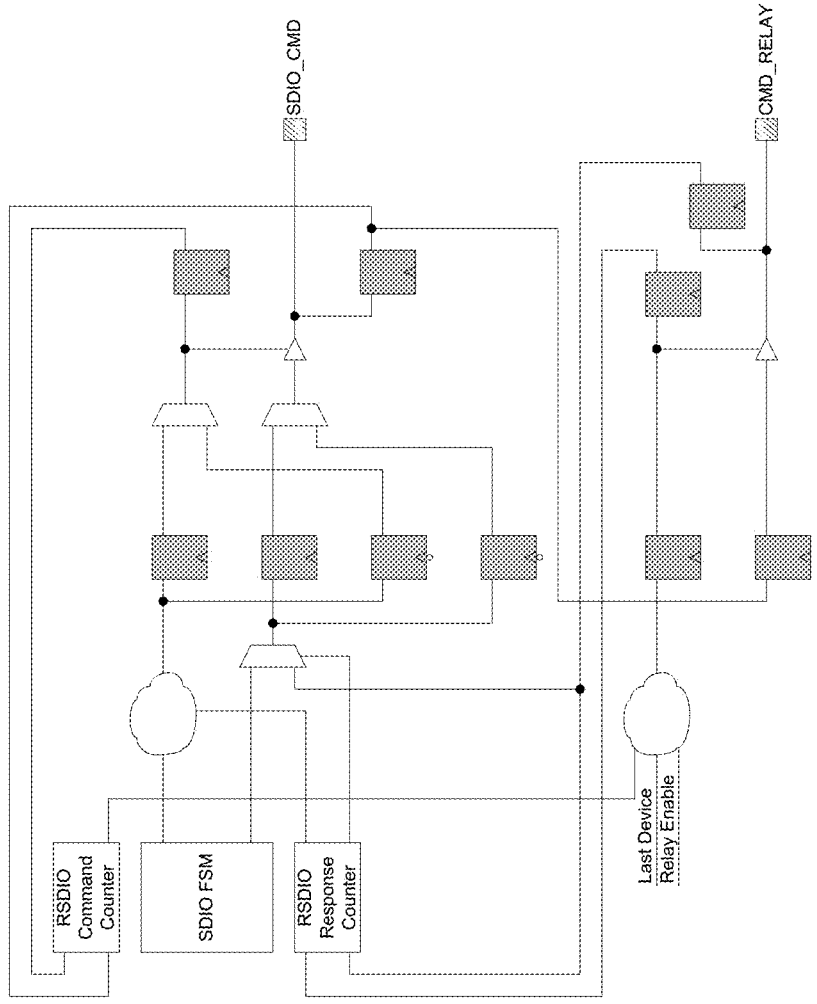 SDIO_CMD
CMD_RELAY
RSDIO
Command
Counter
SDIO FSM
RSDIO
Response
Counter
Last Device
Relay Enable